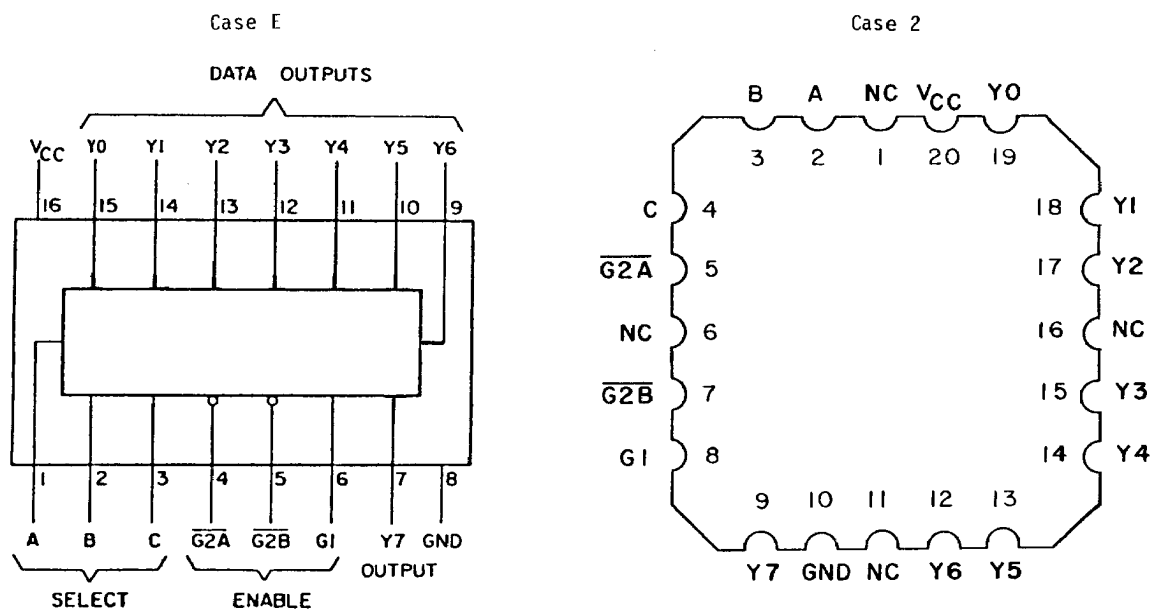 Case E
DATA OUTPUTS
VCC Y0 Y1 Y2 Y3 Y4 Y5 Y6
16 15 14 13 12 11 10 9
1 2 3 4 5 6 7 8
A B C G2A G2B G1 Y7 GND
SELECT ENABLE OUTPUT
Case 2
B A NC VCC Y0
3 2 1 20 19
C 4 18 Y1
G2A 5 17 Y2
NC 6 16 NC
G2B 7 15 Y3
G1 8 14 Y4
9 10 11 12 13
Y7 GND NC Y6 Y5